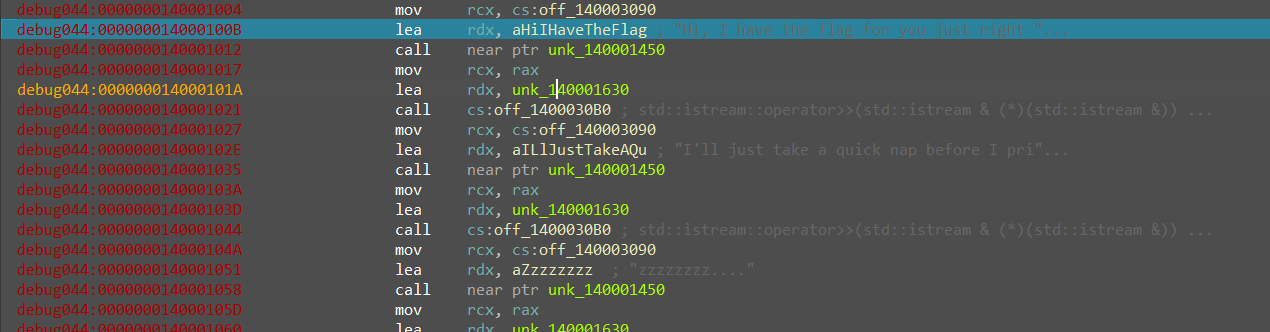 debug044:0000000140001004 mov rcx, cs:off_140003090
debug044:000000014000100B lea rdx, aHiIHaveTheFlag ; "Hi, I have the flag for you just right "...
debug044:0000000140001012 call near ptr unk_140001450
debug044:0000000140001017 mov rcx, rax
debug044:000000014000101A lea rdx, unk_140001630
debug044:0000000140001021 call cs:off_1400030B0 ; std::istream::operator>>(std::istream & (*)(std::istream &)) ...
debug044:0000000140001027 mov rcx, cs:off_140003090
debug044:000000014000102E lea rdx, aILlJustTakeAQu ; "I'll just take a quick nap before I pri"...
debug044:0000000140001035 call near ptr unk_140001450
debug044:000000014000103A mov rcx, rax
debug044:000000014000103D lea rdx, unk_140001630
debug044:0000000140001044 call cs:off_1400030B0 ; std::istream::operator>>(std::istream & (*)(std::istream &)) ...
debug044:000000014000104A mov rcx, cs:off_140003090
debug044:0000000140001051 lea rdx, aZzzzzzzz ; "zzzzzzzz...."
debug044:0000000140001058 call near ptr unk_140001450
debug044:000000014000105D mov rcx, rax
debug044:0000000140001060 lea rdx, unk_140001630